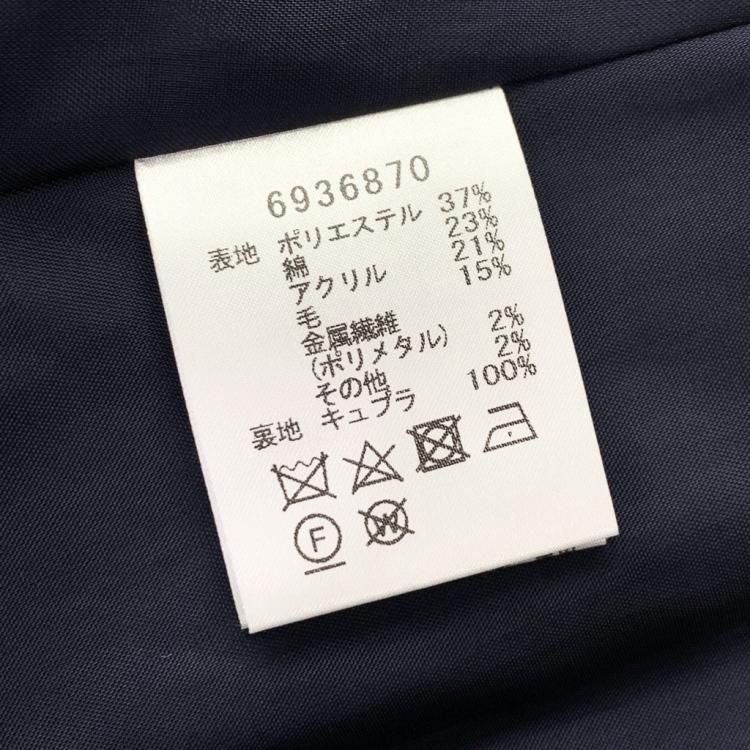 6936870
表地 ポリエステル 37%
綿 23%
アクリル 21%
毛 15%
金属繊維
(ポリメタル) 2%
その他 2%
裏地 キュプラ 100%
F
W